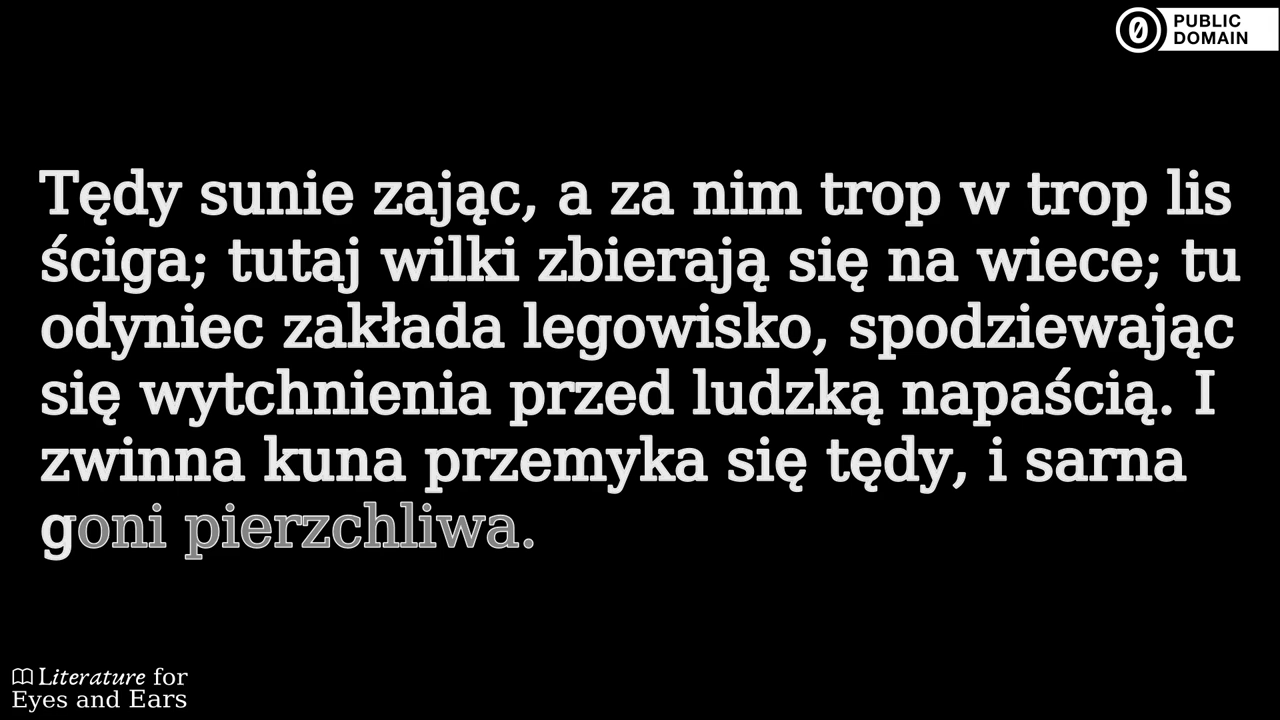 PUBLIC
DOMAIN
Tędy sunie zając, a za nim trop w trop lis
ściga; tutaj wilki zbierają się na wiece; tu
odyniec zakłada legowisko, spodziewając
się wytchnienia przed ludzką napaścią. I
zwinna kuna przemyka się tędy, i sarna
goni pierzchliwa.
Literature for
Eyes and Ears